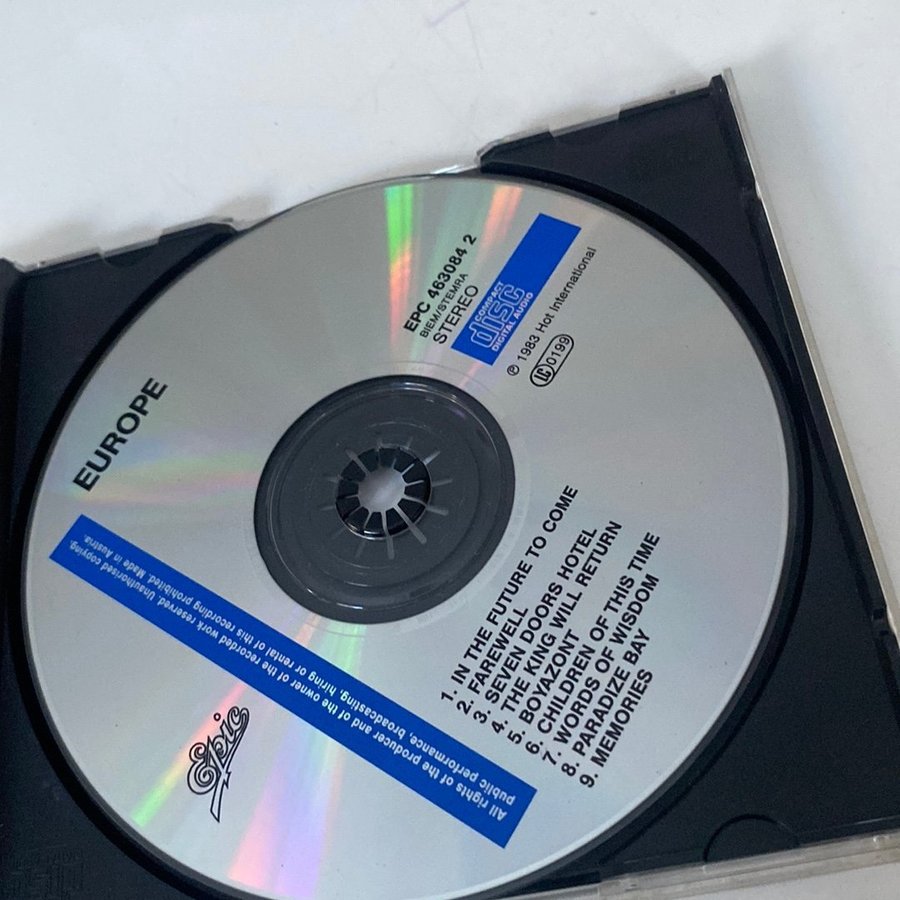 EUROPE
EPC 463084 2
BIEM/STEMRA
STEREO
COMPACT
disc
DIGITAL AUDIO
℗ 1983 Hot International
LC 0199
1. IN THE FUTURE TO COME
2. FAREWELL
3. SEVEN DOORS HOTEL
4. THE KING WILL RETURN
5. BOYAZONT
6. CHILDREN OF THIS TIME
7. WORDS OF WISDOM
8. PARADIZE BAY
9. MEMORIES
Epic
All rights of the producer and of the owner of the recorded work reserved. Unauthorised copying,
public performance, broadcasting, hiring or rental of this recording prohibited. Made in Austria.